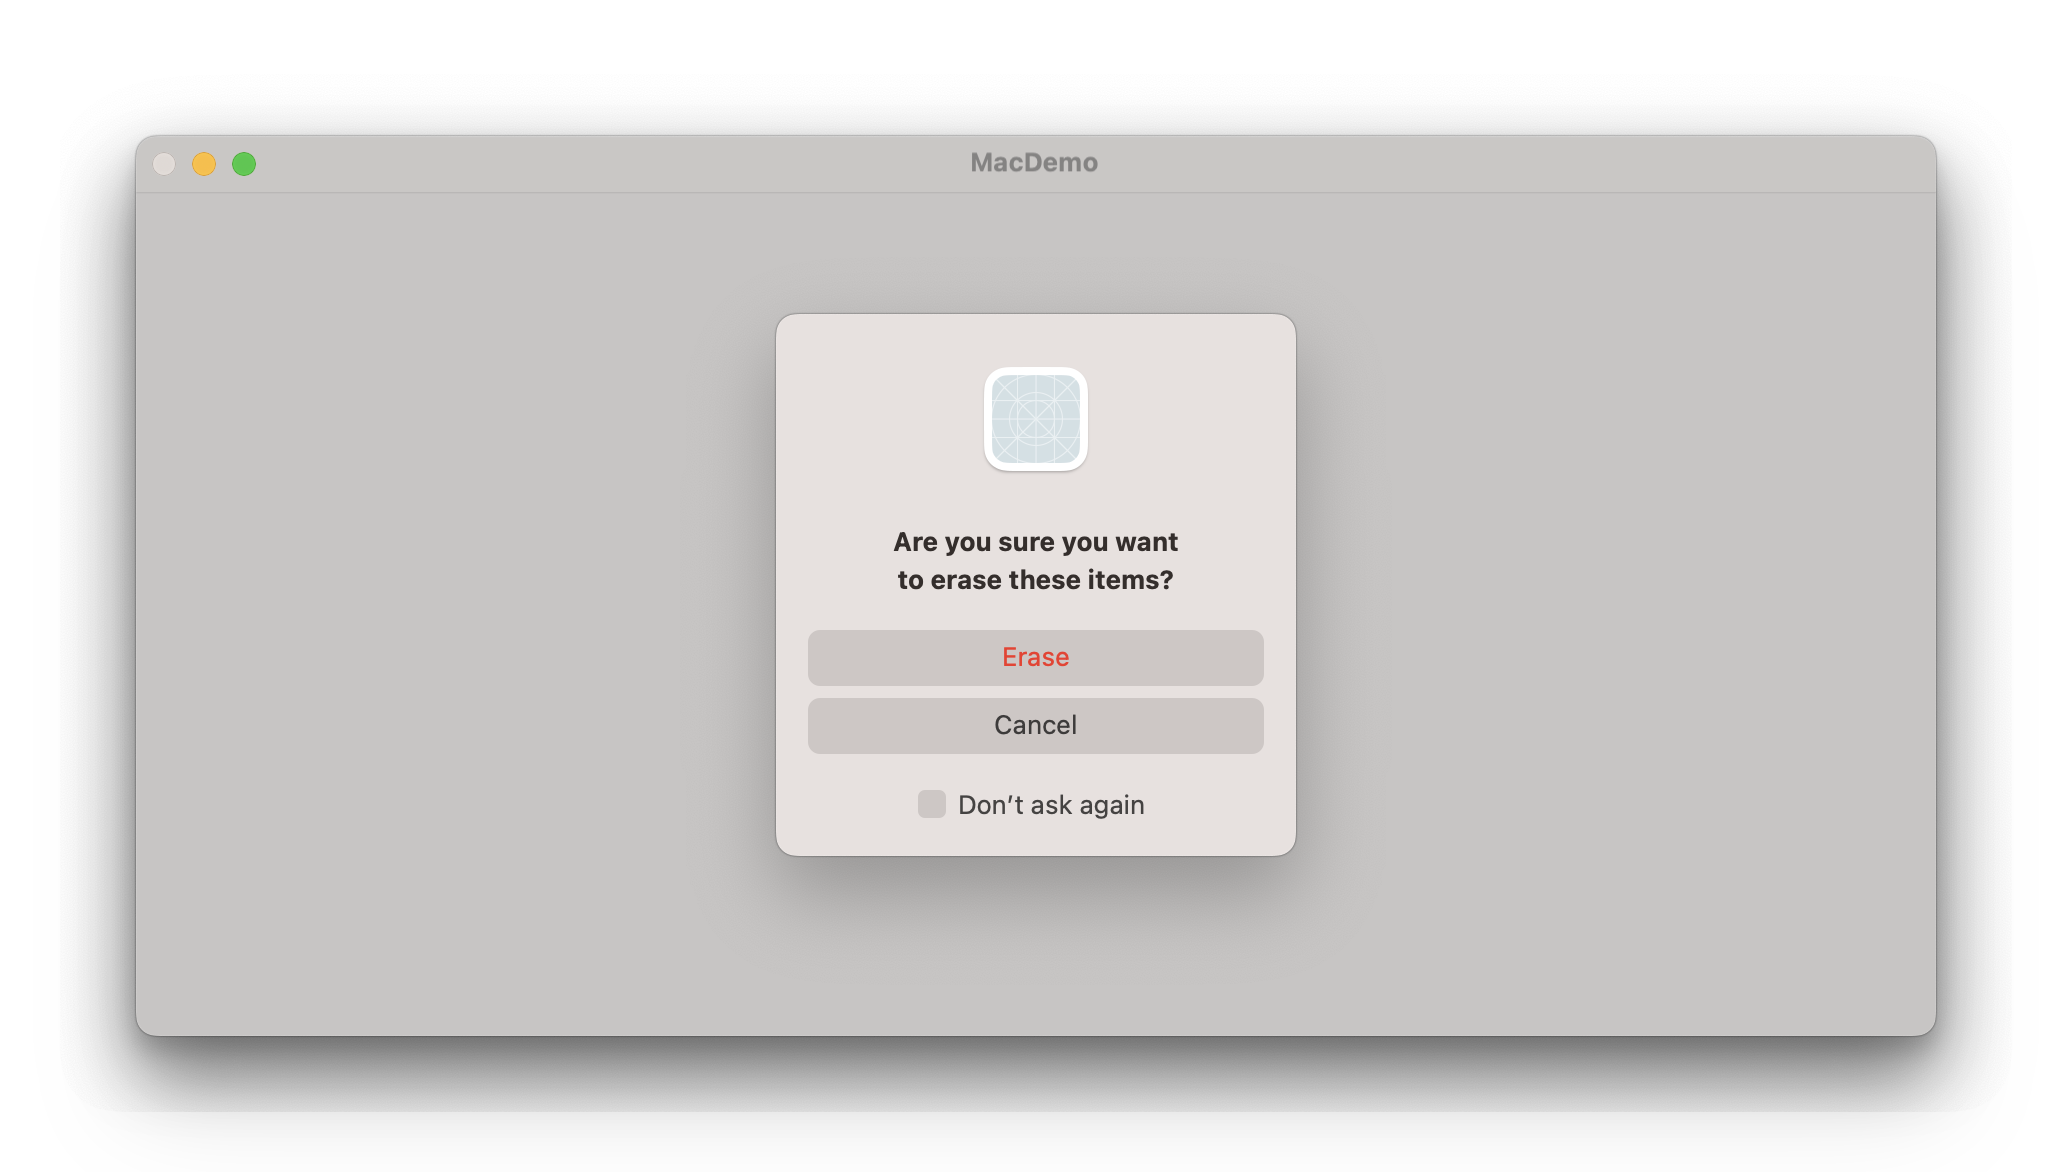 MacDemo
Are you sure you want
to erase these items?
Erase
Cancel
Don’t ask again